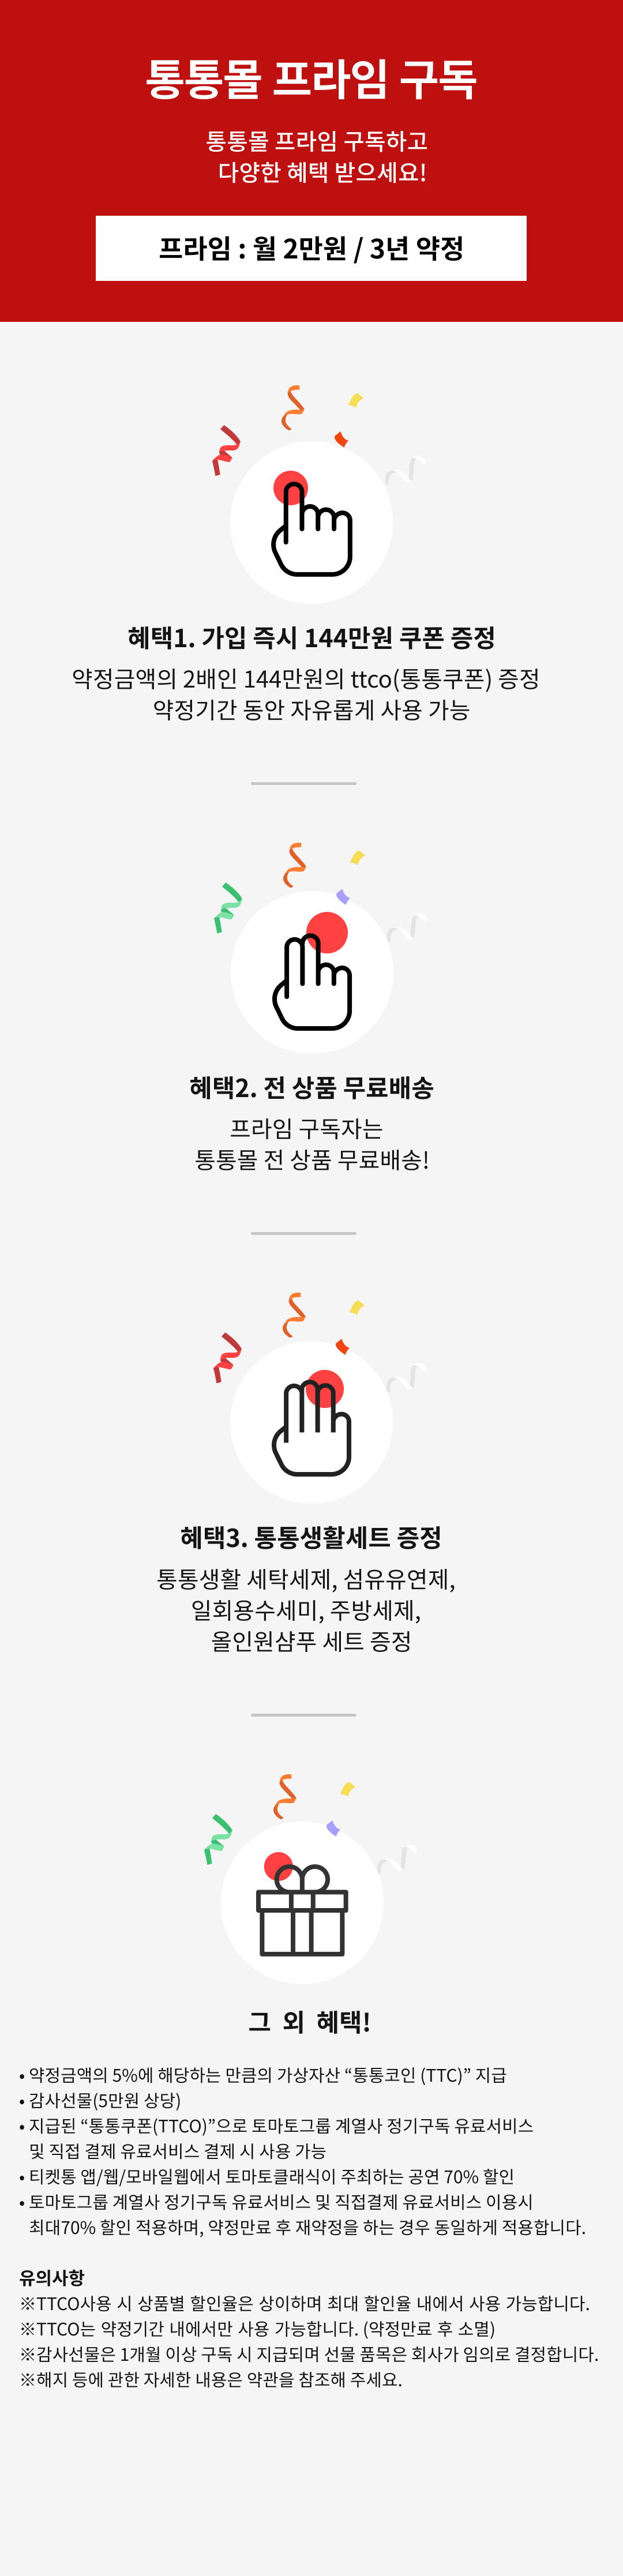 통통몰 프라임 구독
통통몰 프라임 구독하고
다양한 혜택 받으세요!
프라임 : 월 2만원 / 3년 약정
혜택1. 가입 즉시 144만원 쿠폰 증정
약정금액의 2배인 144만원의 ttco(통통쿠폰) 증정
약정기간 동안 자유롭게 사용 가능
혜택2. 전 상품 무료배송
프라임 구독자는
통통몰 전 상품 무료배송!
혜택3. 통통생활세트 증정
통통생활 세탁세제, 섬유유연제,
일회용수세미, 주방세제,
올인원샴푸 세트 증정
그 외 혜택!
• 약정금액의 5%에 해당하는 만큼의 가상자산 “통통코인 (TTC)” 지급
• 감사선물(5만원 상당)
• 지급된 “통통쿠폰(TTCO)”으로 토마토그룹 계열사 정기구독 유료서비스
및 직접 결제 유료서비스 결제 시 사용 가능
• 티켓통 앱/웹/모바일웹에서 토마토클래식이 주최하는 공연 70% 할인
• 토마토그룹 계열사 정기구독 유료서비스 및 직접결제 유료서비스 이용시
최대70% 할인 적용하며, 약정만료 후 재약정을 하는 경우 동일하게 적용합니다.
유의사항
※TTCO사용 시 상품별 할인율은 상이하며 최대 할인율 내에서 사용 가능합니다.
※TTCO는 약정기간 내에서만 사용 가능합니다. (약정만료 후 소멸)
※감사선물은 1개월 이상 구독 시 지급되며 선물 품목은 회사가 임의로 결정합니다.
※해지 등에 관한 자세한 내용은 약관을 참조해 주세요.